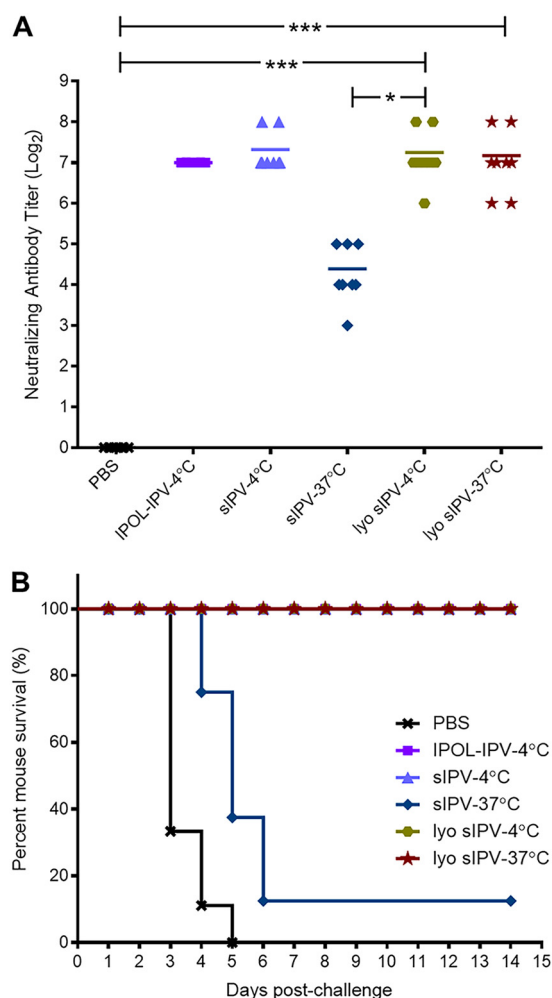 A
***
***
*
Neutralizing Antibody Titer (Log2)
9
8
7
6
5
4
3
2
1
0
PBS
IPOL-IPV-4°C
sIPV-4°C
sIPV-37°C
lyo sIPV-4°C
lyo sIPV-37°C
B
Percent mouse survival (%)
100
80
60
40
20
0
PBS
IPOL-IPV-4°C
sIPV-4°C
sIPV-37°C
lyo sIPV-4°C
lyo sIPV-37°C
0 1 2 3 4 5 6 7 8 9 10 11 12 13 14 15
Days post-challenge